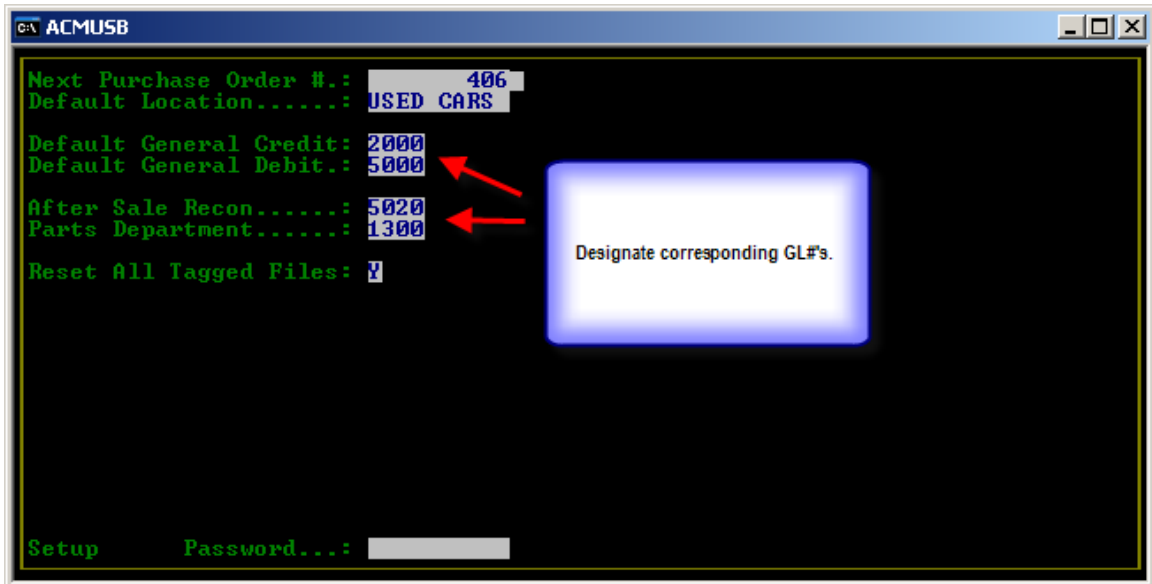 ACMUSB
Next Purchase Order #.: 406
Default Location......: USED CARS
Default General Credit: 2000
Default General Debit.: 5000
After Sale Recon......: 5020
Parts Department......: 1300
Reset All Tagged Files: Y
Designate corresponding GL#'s.
Setup Password...: